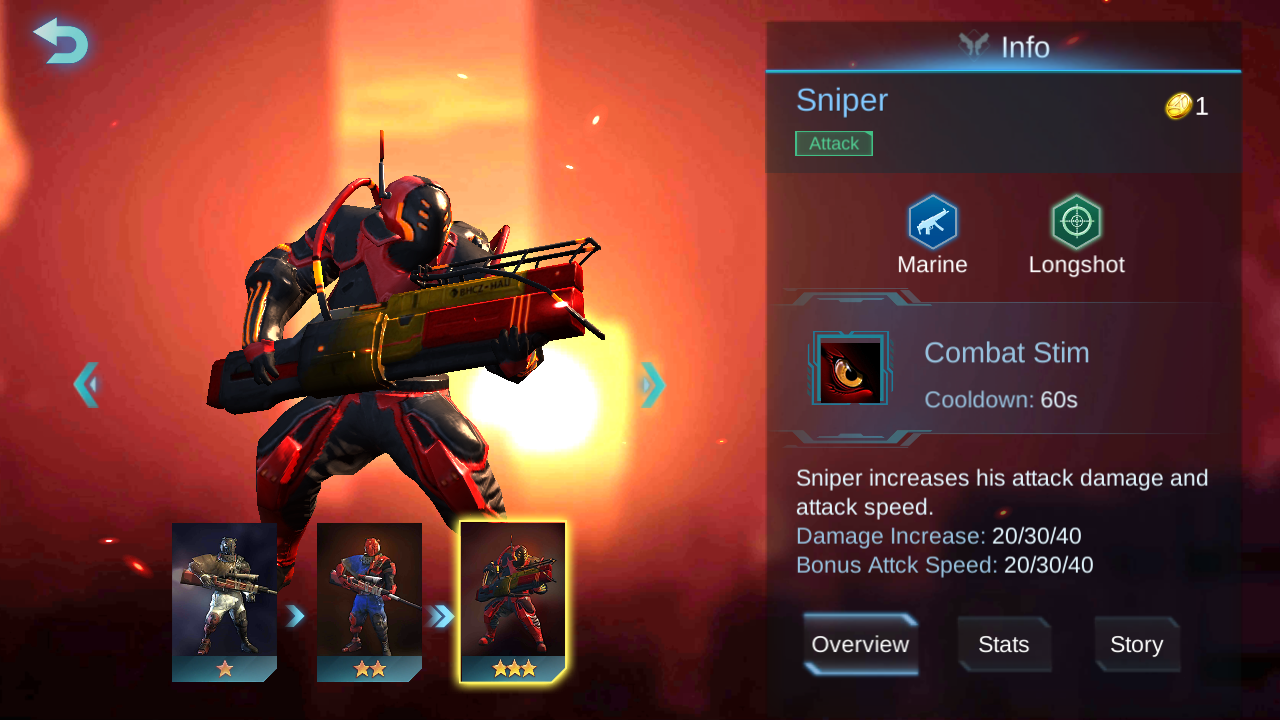 Info
Sniper
1
Attack
Marine
Longshot
Combat Stim
Cooldown: 60s
Sniper increases his attack damage and
attack speed.
Damage Increase: 20/30/40
Bonus Attck Speed: 20/30/40
Overview
Stats
Story